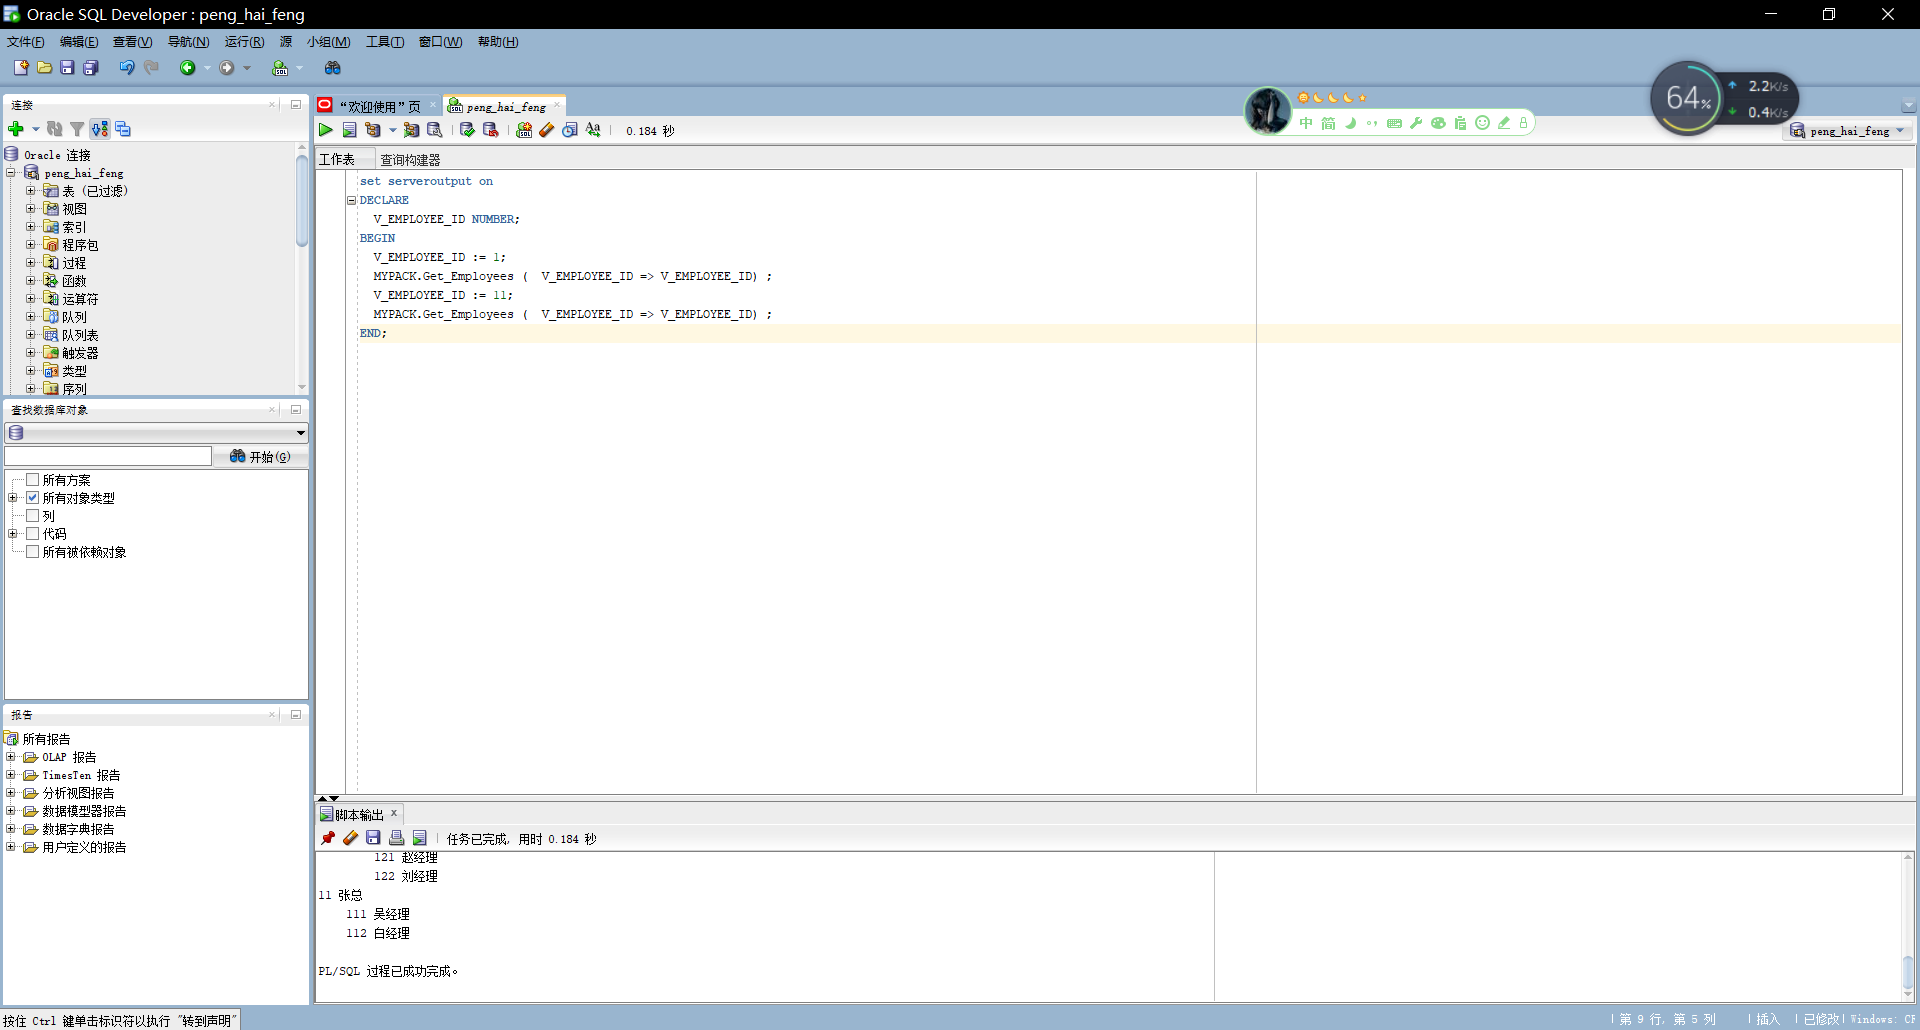 Oracle SQL Developer : peng_hai_feng
文件(F) 编辑(E) 查看(V) 导航(N) 运行(R) 源 小组(M) 工具(T) 窗口(W) 帮助(H)
连接
Oracle 连接
peng_hai_feng
表 (已过滤)
视图
索引
程序包
过程
函数
运算符
队列
队列表
触发器
类型
序列
查找数据库对象
开始(G)
所有方案
所有对象类型
列
代码
所有被依赖对象
报告
所有报告
OLAP 报告
TimesTen 报告
分析视图报告
数据模型器报告
数据字典报告
用户定义的报告
“欢迎使用”页 peng_hai_feng
0.184 秒
中 简
64%
2.2K/s
0.4K/s
peng_hai_feng
工作表 查询构建器
set serveroutput on
DECLARE
V_EMPLOYEE_ID NUMBER;
BEGIN
V_EMPLOYEE_ID := 1;
MYPACK.Get_Employees (  V_EMPLOYEE_ID => V_EMPLOYEE_ID) ;
V_EMPLOYEE_ID := 11;
MYPACK.Get_Employees (  V_EMPLOYEE_ID => V_EMPLOYEE_ID) ;
END;
脚本输出
任务已完成, 用时 0.184 秒
121 赵经理
122 刘经理
11 张总
111 吴经理
112 白经理
PL/SQL 过程已成功完成。
按住 Ctrl 键单击标识符以执行 "转到声明"
第 9 行, 第 5 列 插入 已修改 Windows: CF